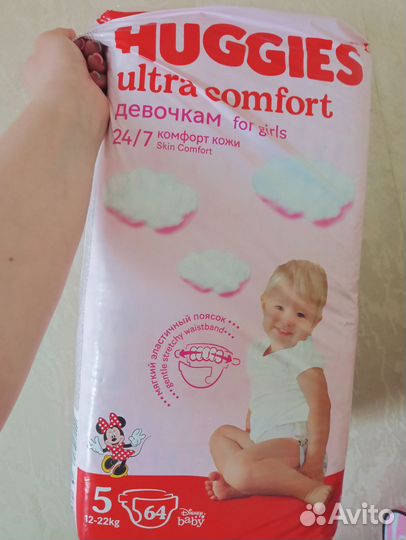 HUGGIES
ultra comfort
девочкам for girls
24/7 комфорт кожи
Skin Comfort
мягкий эластичный поясок
gentle stretchy waistband
5 64
12-22kg
Disney baby
Avito